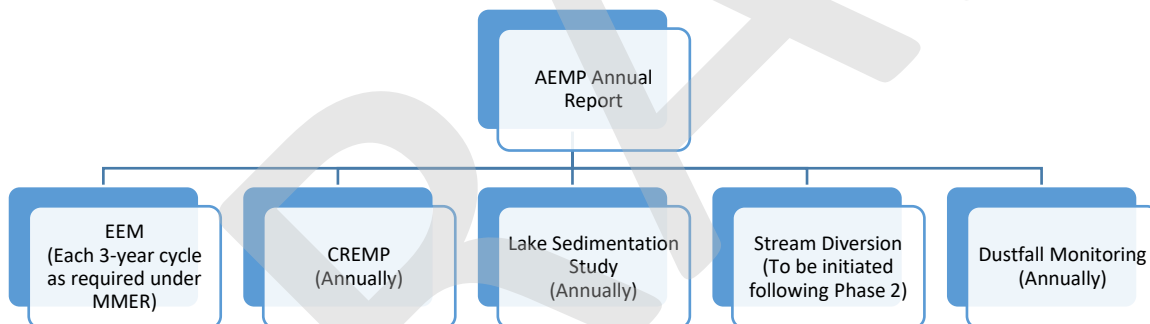 AEMP Annual
Report
EEM
(Each 3-year cycle
as required under
MMER)
CREMP
(Annually)
Lake Sedimentation
Study
(Annually)
Stream Diversion
(To be initiated
following Phase 2)
Dustfall Monitoring
(Annually)